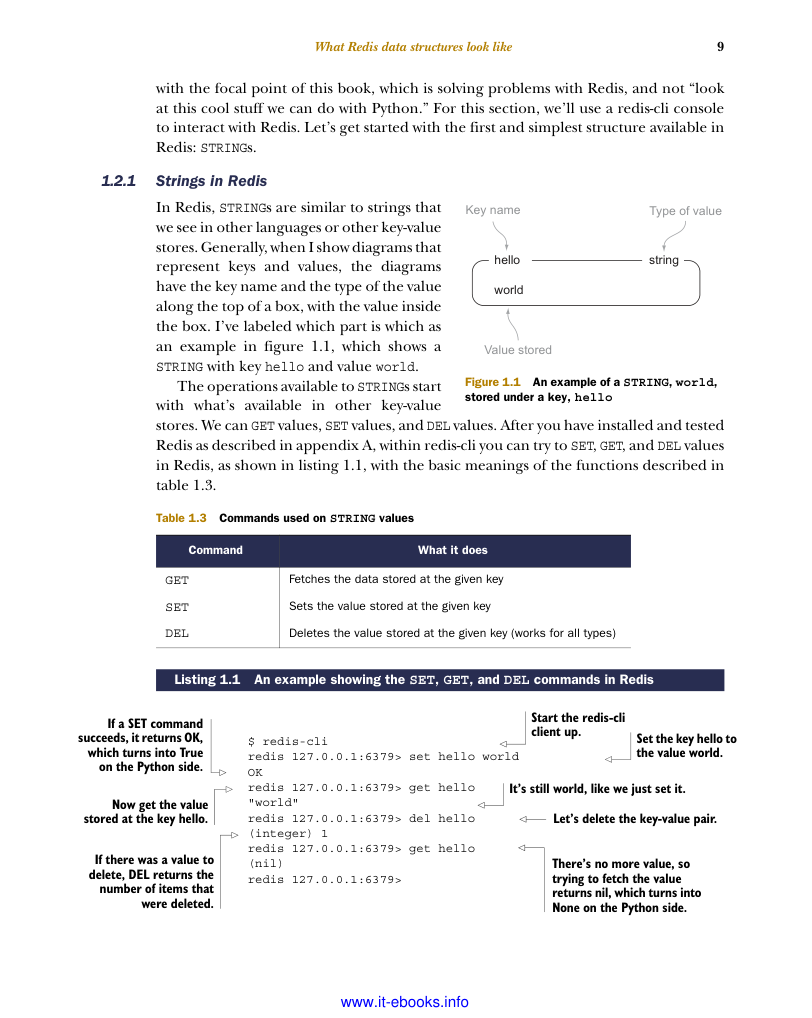 What Redis data structures look like 9
with the focal point of this book, which is solving problems with Redis, and not “look
at this cool stuff we can do with Python.” For this section, we’ll use a redis-cli console
to interact with Redis. Let’s get started with the first and simplest structure available in
Redis: STRINGs.
1.2.1 Strings in Redis
In Redis, STRINGs are similar to strings that
we see in other languages or other key-value
stores. Generally, when I show diagrams that
represent keys and values, the diagrams
have the key name and the type of the value
along the top of a box, with the value inside
the box. I’ve labeled which part is which as
an example in figure 1.1, which shows a
STRING with key hello and value world.
Key name
Type of value
hello
string
world
Value stored
Figure 1.1 An example of a STRING, world,
stored under a key, hello
The operations available to STRINGs start
with what’s available in other key-value
stores. We can GET values, SET values, and DEL values. After you have installed and tested
Redis as described in appendix A, within redis-cli you can try to SET, GET, and DEL values
in Redis, as shown in listing 1.1, with the basic meanings of the functions described in
table 1.3.
Table 1.3 Commands used on STRING values
Command What it does
GET Fetches the data stored at the given key
SET Sets the value stored at the given key
DEL Deletes the value stored at the given key (works for all types)
Listing 1.1 An example showing the SET, GET, and DEL commands in Redis
$ redis-cli
redis 127.0.0.1:6379> set hello world
OK
redis 127.0.0.1:6379> get hello
"world"
redis 127.0.0.1:6379> del hello
(integer) 1
redis 127.0.0.1:6379> get hello
(nil)
redis 127.0.0.1:6379>
If a SET command
succeeds, it returns OK,
which turns into True
on the Python side.
Now get the value
stored at the key hello.
If there was a value to
delete, DEL returns the
number of items that
were deleted.
Start the redis-cli
client up.
Set the key hello to
the value world.
It’s still world, like we just set it.
Let’s delete the key-value pair.
There’s no more value, so
trying to fetch the value
returns nil, which turns into
None on the Python side.
www.it-ebooks.info